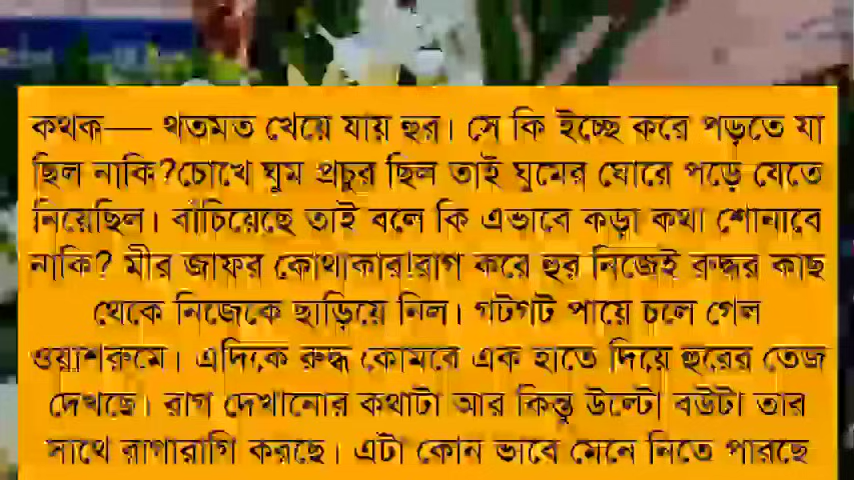 কথক— থতমত খেয়ে যায় হুর। সে কি ইচ্ছে করে পড়তে যা
ছিল নাকি?চোখে ঘুম প্রচুর ছিল তাই ঘুমের ঘোরে পড়ে যেতে
নিয়েছিল। বাঁচিয়েছে তাই বলে কি এভাবে কড়া কথা শোনাবে
নাকি? মীর জাফর কোথাকার!রাগ করে হুর নিজেই রুদ্ধর কাছ
থেকে নিজেকে ছাড়িয়ে নিল। গটগট পায়ে চলে গেল
ওয়াশরুমে। এদিকে রুদ্ধ কোমরে এক হাতে দিয়ে হুরের তেজ
দেখছে। রাগ দেখানোর কথাটা আর কিন্তু উল্টো বউটা তার
সাথে রাগারাগি করছে। এটা কোন ভাবে মেনে নিতে পারছে